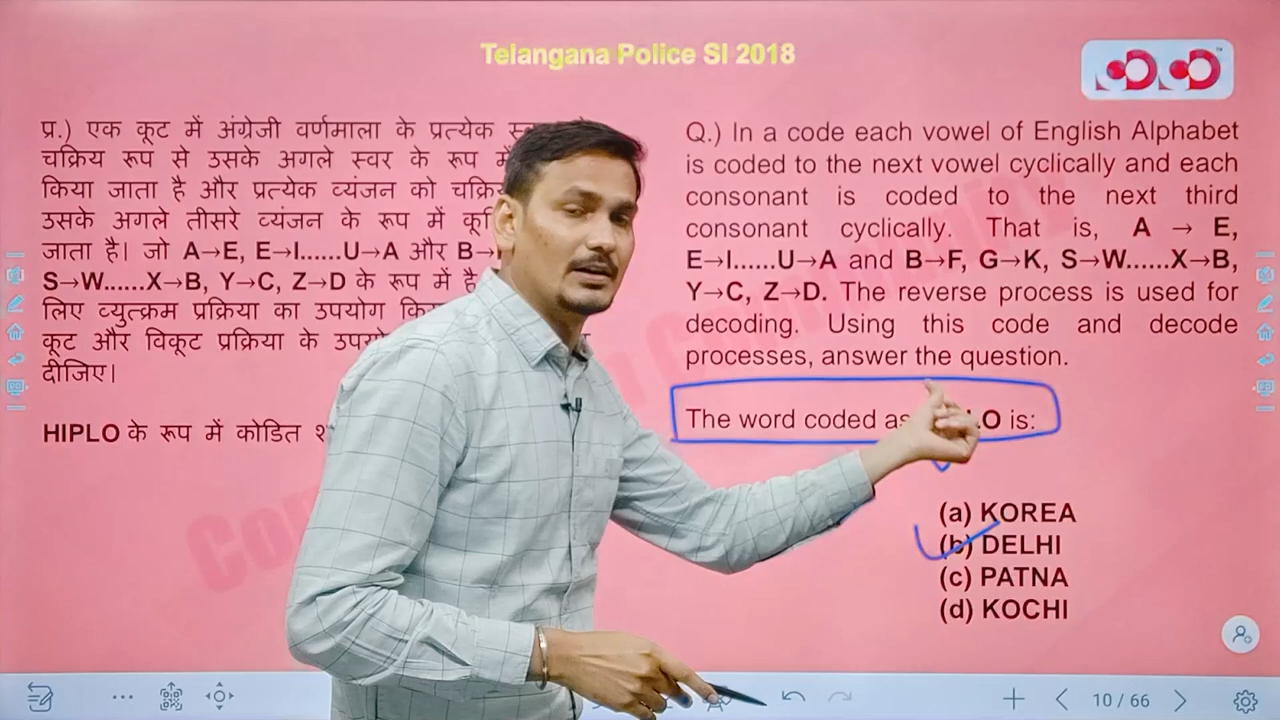 Telangana Police SI 2018
प्र.) एक कूट में अंग्रेजी वर्णमाला के प्रत्येक
चक्रिय रूप से उसके अगले स्वर के रूप
किया जाता है और प्रत्येक व्यंजन को
उसके अगले तीसरे व्यंजन के रूप में
जाता है। जो A→E, E→I......U→A और B→
S→W......X→B, Y→C, Z→D के रूप में
लिए व्युत्क्रम प्रक्रिया का उपयोग
कूट और विकूट प्रक्रिया के
दीजिए।
HIPLO के रूप में कोडित
Q.) In a code each vowel of English Alphabet
is coded to the next vowel cyclically and each
consonant is coded to the next third
consonant cyclically. That is, A → E,
E→I......U→A and B→F, G→K, S→W......X→B,
Y→C, Z→D. The reverse process is used for
decoding. Using this code and decode
processes, answer the question.
The word coded as is:
(a) KOREA
(b) DELHI
(c) PATNA
(d) KOCHI
10 / 66